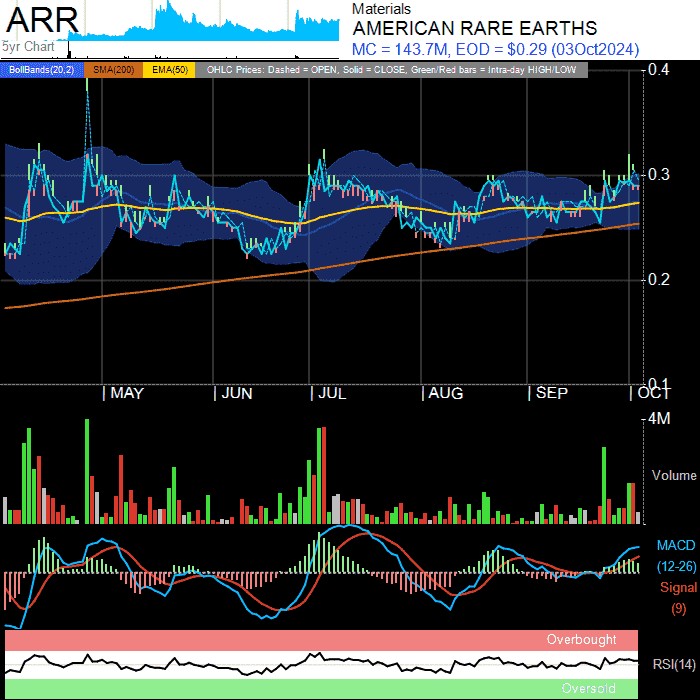 ARR
5yr Chart
Materials
AMERICAN RARE EARTHS
MC = 143.7M, EOD = $0.29 (03Oct2024)
BollBands(20,2) SMA(200) EMA(50) OHLC Prices: Dashed = OPEN, Solid = CLOSE, Green/Red bars = Intra-day HIGH/LOW
0.4
0.3
0.2
0.1
MAY JUN JUL AUG SEP OCT
4M
Volume
MACD
(12-26)
Signal
(9)
Overbought
RSI(14)
Oversold